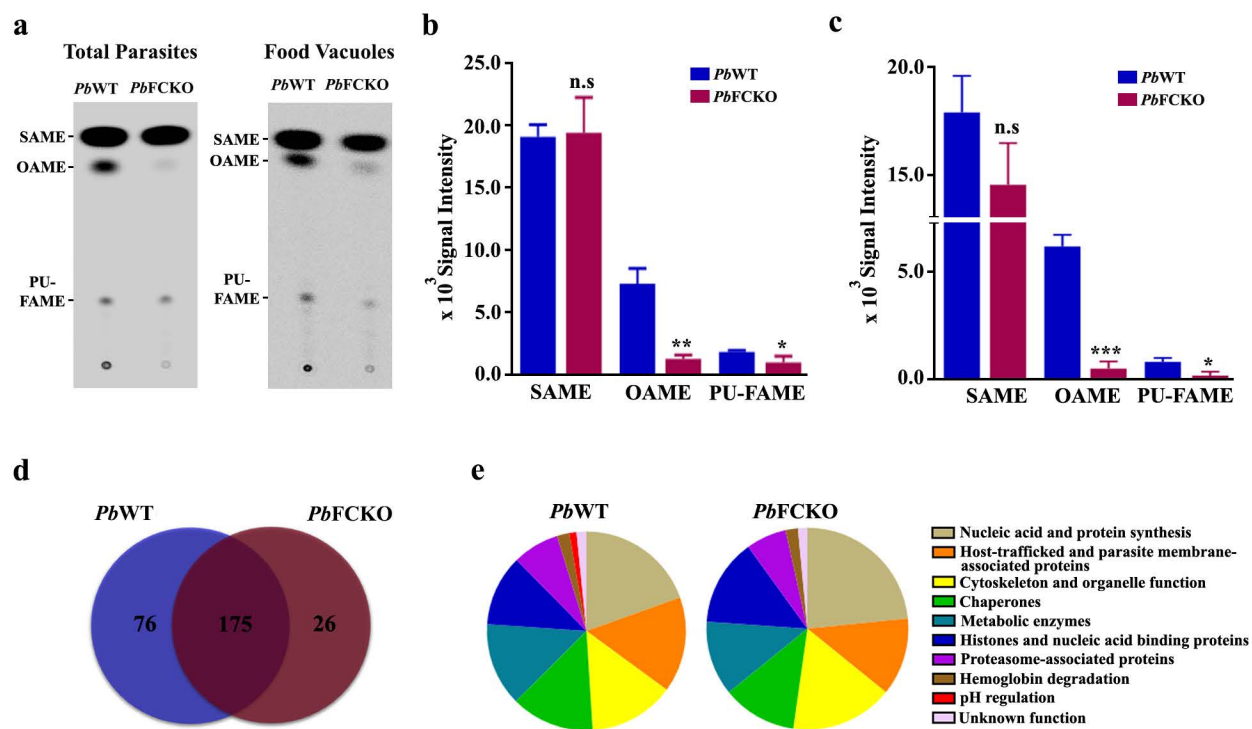 a
Total Parasites
Food Vacuoles
PbWT PbFCKO
PbWT PbFCKO
SAME
OAME
PU-
FAME
SAME
OAME
PU-
FAME
b
x 10³ Signal Intensity
25.0
20.0
15.0
10.0
5.0
0.0
n.s
**
*
PbWT
PbFCKO
SAME OAME PU-FAME
c
x 10³ Signal Intensity
20.0
15.0
5.0
0.0
n.s
***
*
PbWT
PbFCKO
SAME OAME PU-FAME
d
PbWT
PbFCKO
76 175 26
e
PbWT
PbFCKO
Nucleic acid and protein synthesis
Host-trafficked and parasite membrane-
associated proteins
Cytoskeleton and organelle function
Chaperones
Metabolic enzymes
Histones and nucleic acid binding proteins
Proteasome-associated proteins
Hemoglobin degradation
pH regulation
Unknown function